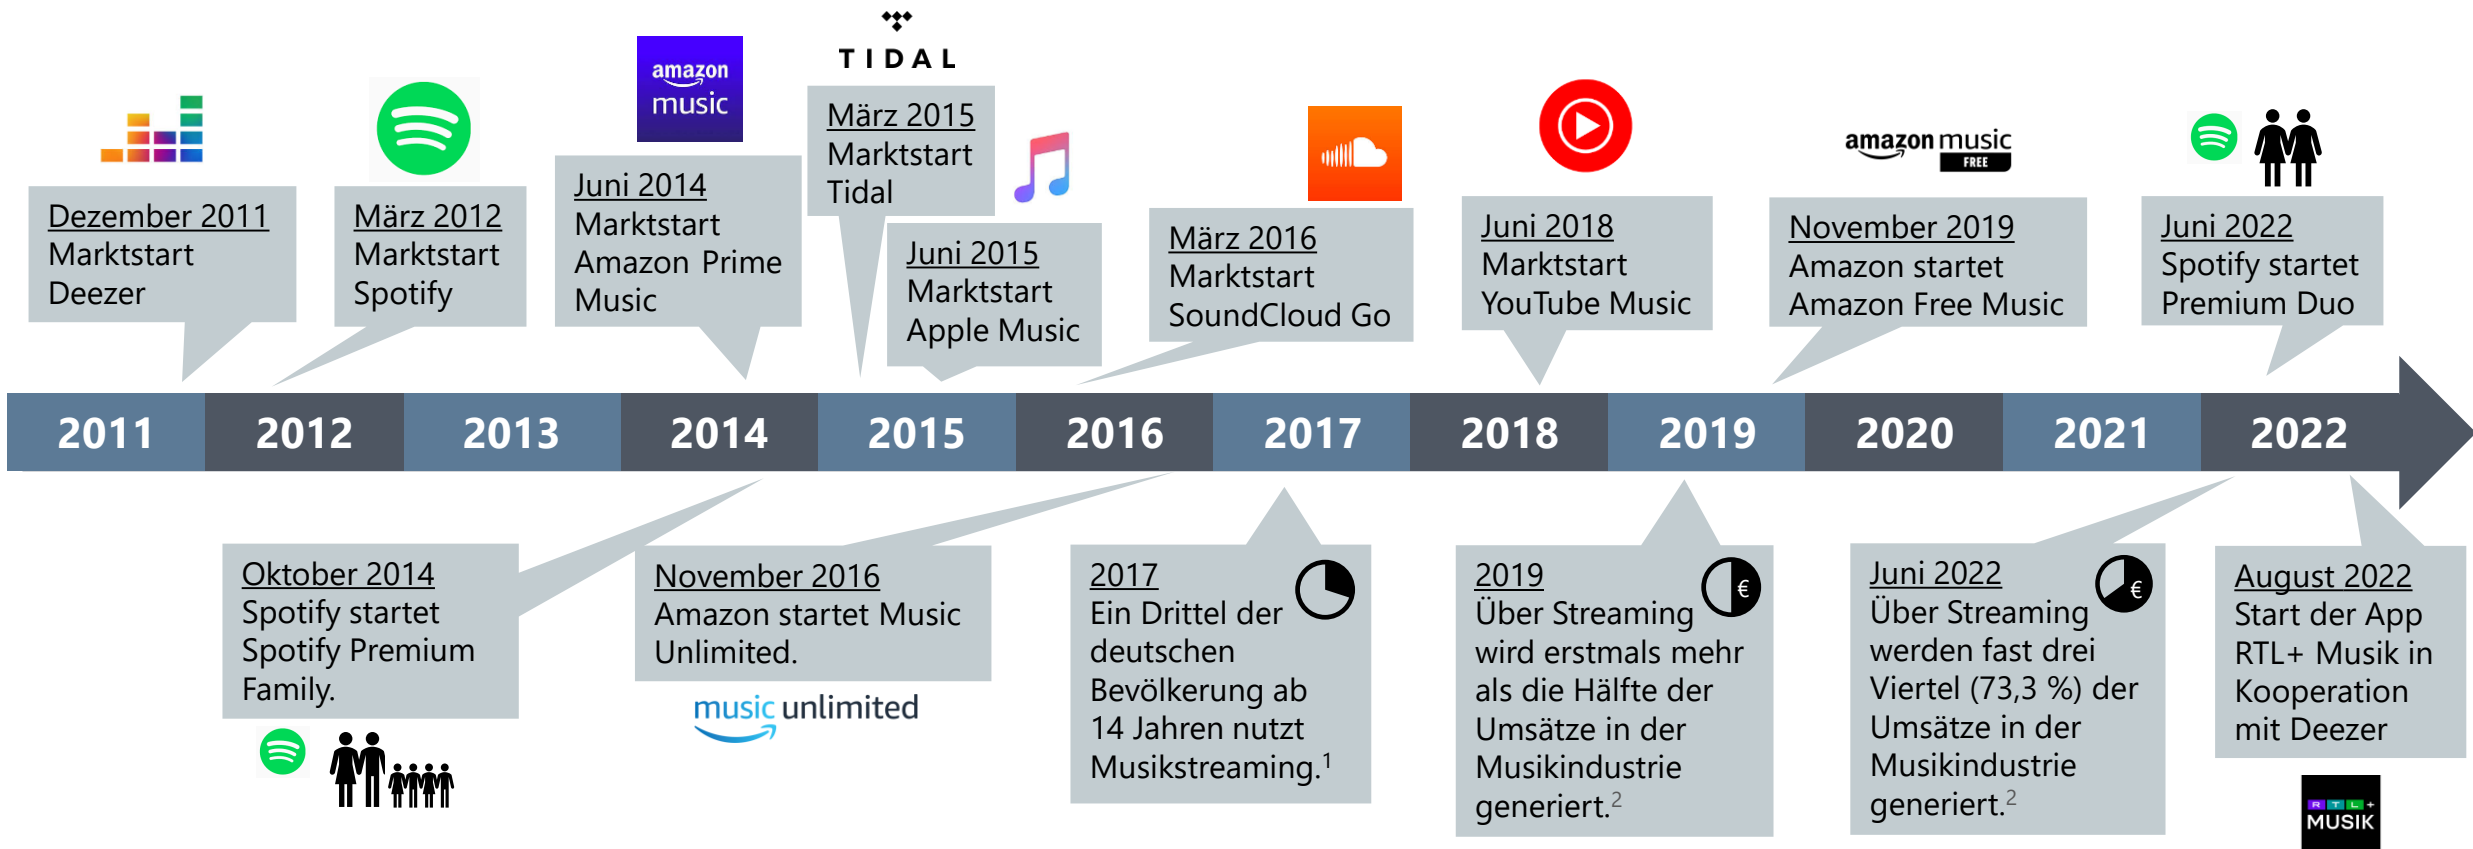 TIDAL
amazon
music
amazon music
FREE
Dezember 2011
Marktstart
Deezer
März 2012
Marktstart
Spotify
Juni 2014
Marktstart
Amazon Prime
Music
März 2015
Marktstart
Tidal
Juni 2015
Marktstart
Apple Music
März 2016
Marktstart
SoundCloud Go
Juni 2018
Marktstart
YouTube Music
November 2019
Amazon startet
Amazon Free Music
Juni 2022
Spotify startet
Premium Duo
2011
2012
2013
2014
2015
2016
2017
2018
2019
2020
2021
2022
Oktober 2014
Spotify startet
Spotify Premium
Family.
November 2016
Amazon startet Music
Unlimited.
music unlimited
2017
Ein Drittel der
deutschen
Bevölkerung ab
14 Jahren nutzt
Musikstreaming.¹
2019
€
Über Streaming
wird erstmals mehr
als die Hälfte der
Umsätze in der
Musikindustrie
generiert.²
Juni 2022
€
Über Streaming
werden fast drei
Viertel (73,3 %) der
Umsätze in der
Musikindustrie
generiert.²
August 2022
Start der App
RTL+ Musik in
Kooperation
mit Deezer
RTL+
MUSIK